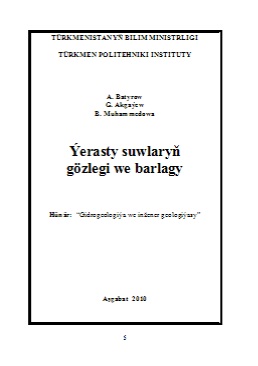 TÜRKMENISTANYŇ BILIM MINISTRLIGI
TÜRKMEN POLITEHNIKI INSTITUTY
A. Batyrow
G. Akgaýew
B. Muhammedowa
Ýerasty suwlaryň
gözlegi we barlagy
Hünär: “Gidrogeologiýa we inžener geologiýasy”
Aşgabat 2010
5